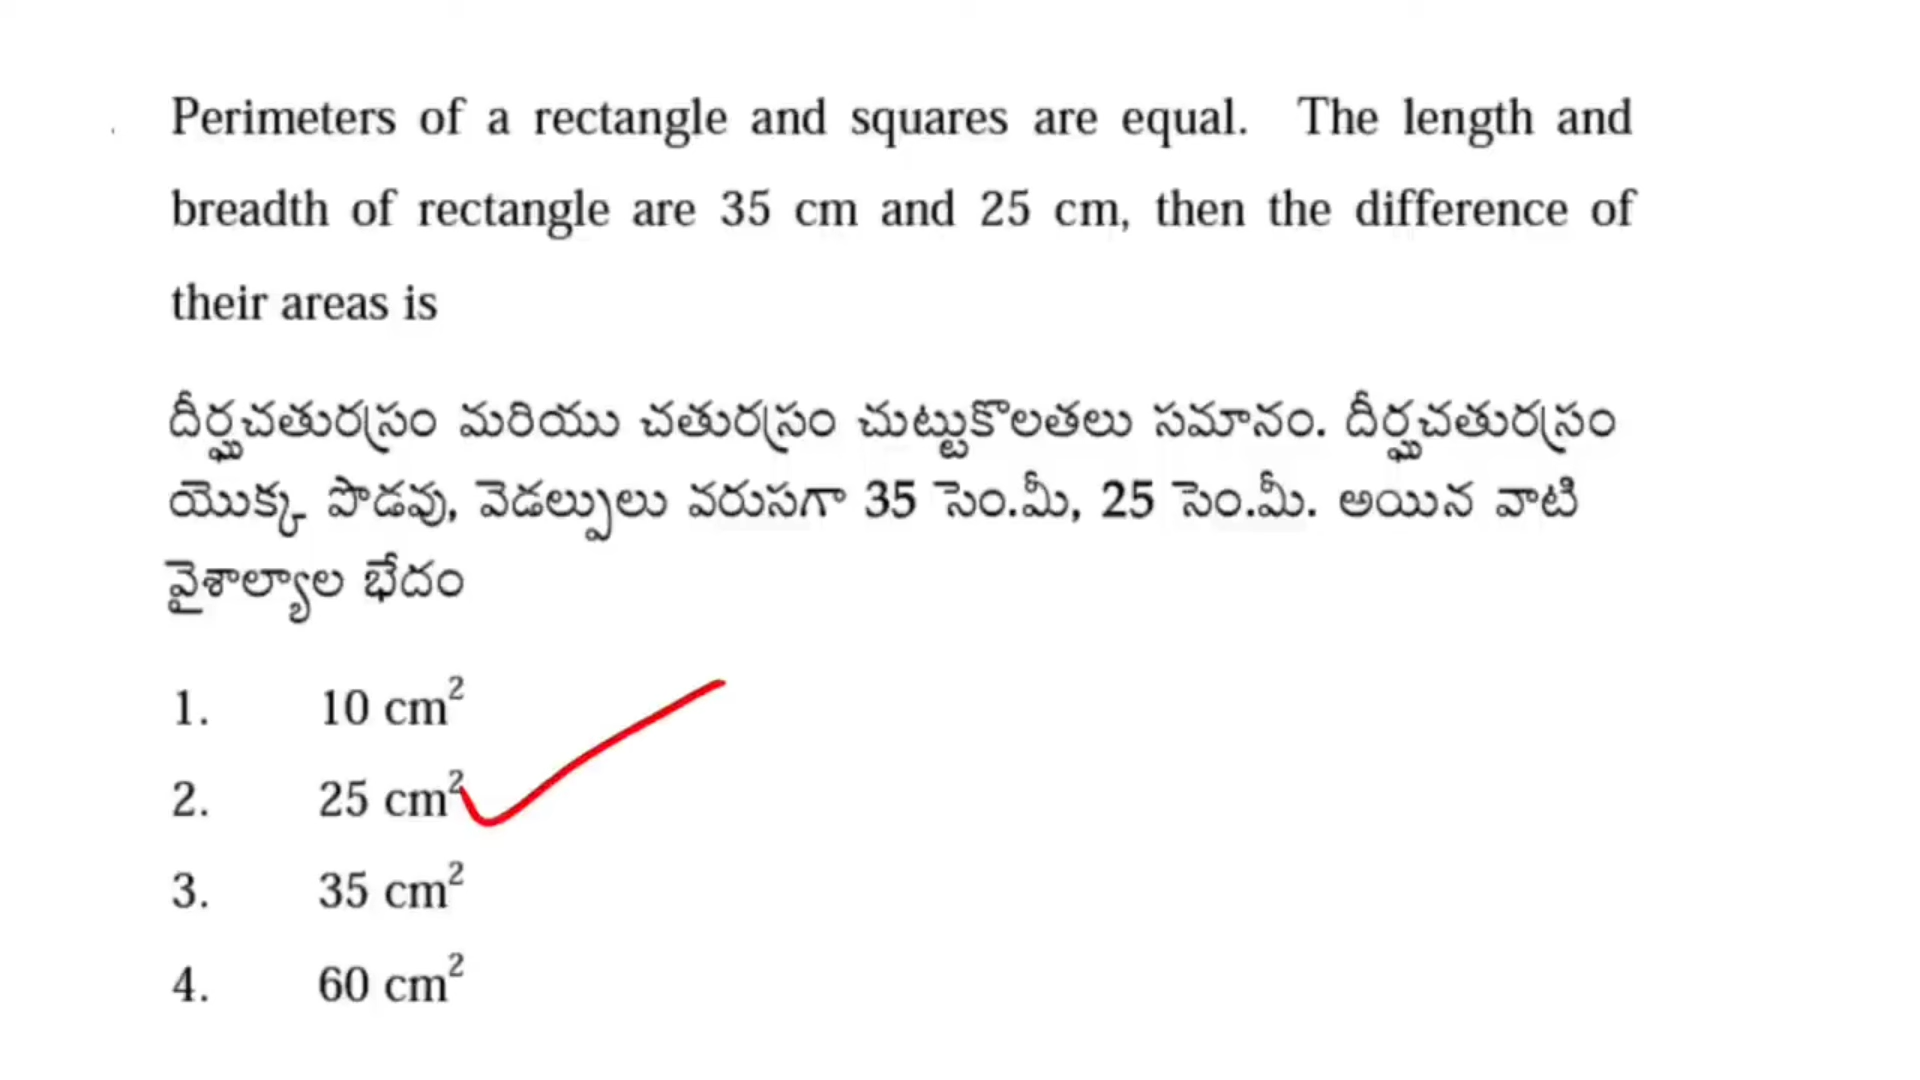 Perimeters of a rectangle and squares are equal. The length and
breadth of rectangle are 35 cm and 25 cm, then the difference of
their areas is
దీర్ఘచతురస్రం మరియు చతురస్రం చుట్టుకొలతలు సమానం. దీర్ఘచతురస్రం
యొక్క పొడవు, వెడల్పులు వరుసగా 35 సెం.మీ, 25 సెం.మీ. అయిన వాటి
వైశాల్యాల భేదం
1. 10 cm²
2. 25 cm²
3. 35 cm²
4. 60 cm²